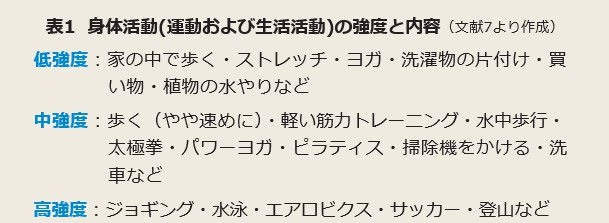 表1 身体活動(運動および生活活動)の強度と内容（文献7より作成）
低強度：家の中で歩く・ストレッチ・ヨガ・洗濯物の片付け・買
い物・植物の水やりなど
中強度：歩く（やや速めに）・軽い筋力トレーニング・水中歩行・
太極拳・パワーヨガ・ピラティス・掃除機をかける・洗
車など
高強度：ジョギング・水泳・エアロビクス・サッカー・登山など